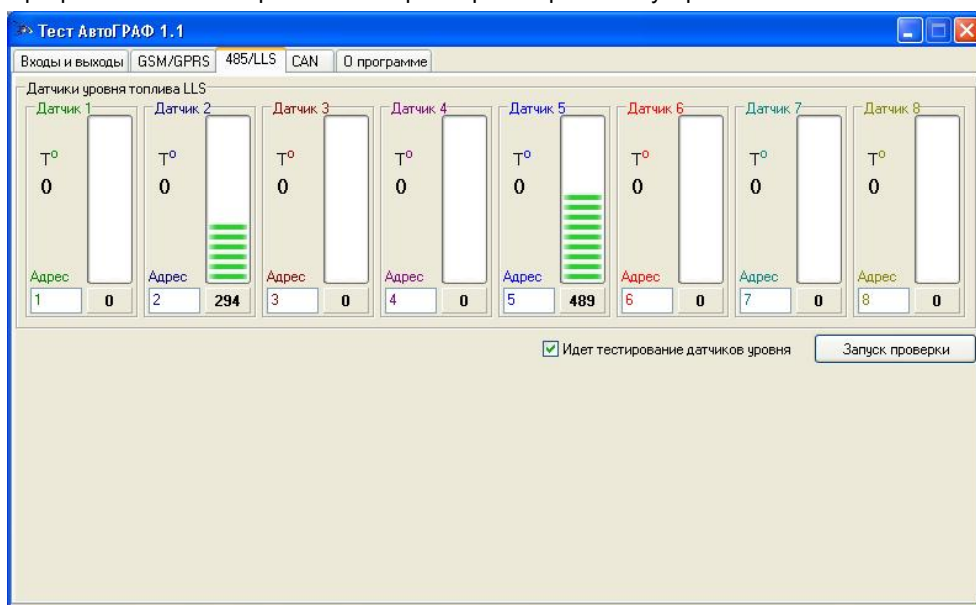 Тест АвтоГРАФ 1.1
Входы и выходы GSM/GPRS 485/LLS CAN О программе
Датчики уровня топлива LLS
Датчик 1 Датчик 2 Датчик 3 Датчик 4 Датчик 5 Датчик 6 Датчик 7 Датчик 8
T° T° T° T° T° T° T° T°
0 0 0 0 0 0 0 0
Адрес Адрес Адрес Адрес Адрес Адрес Адрес Адрес
1 0 2 294 3 0 4 0 5 489 6 0 7 0 8 0
Идет тестирование датчиков уровня Запуск проверки